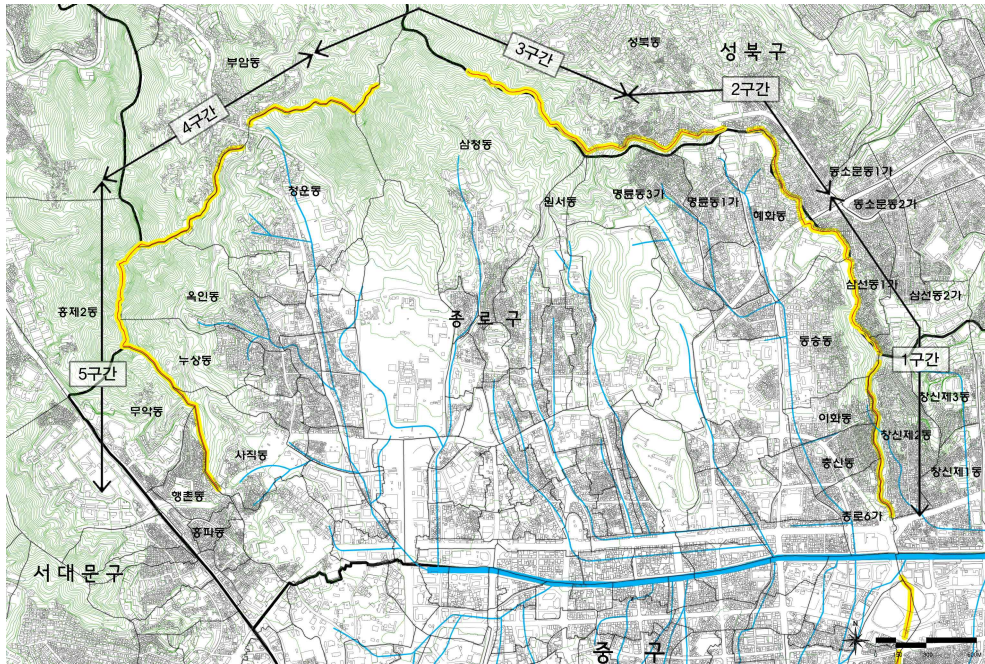 3구간
성북동
성북구
부암동
2구간
4구간
삼청동
동소문동1가
청운동
원서동
명륜동3가
명륜동1가
동소문동2가
혜화동
옥인동
삼선동1가
삼선동2가
홍제2동
종로구
누상동
동숭동
1구간
5구간
창신제3동
무악동
이화동
창신제2동
사직동
충신동
창신제1동
행촌동
종로6가
홍파동
서대문구
N
중구